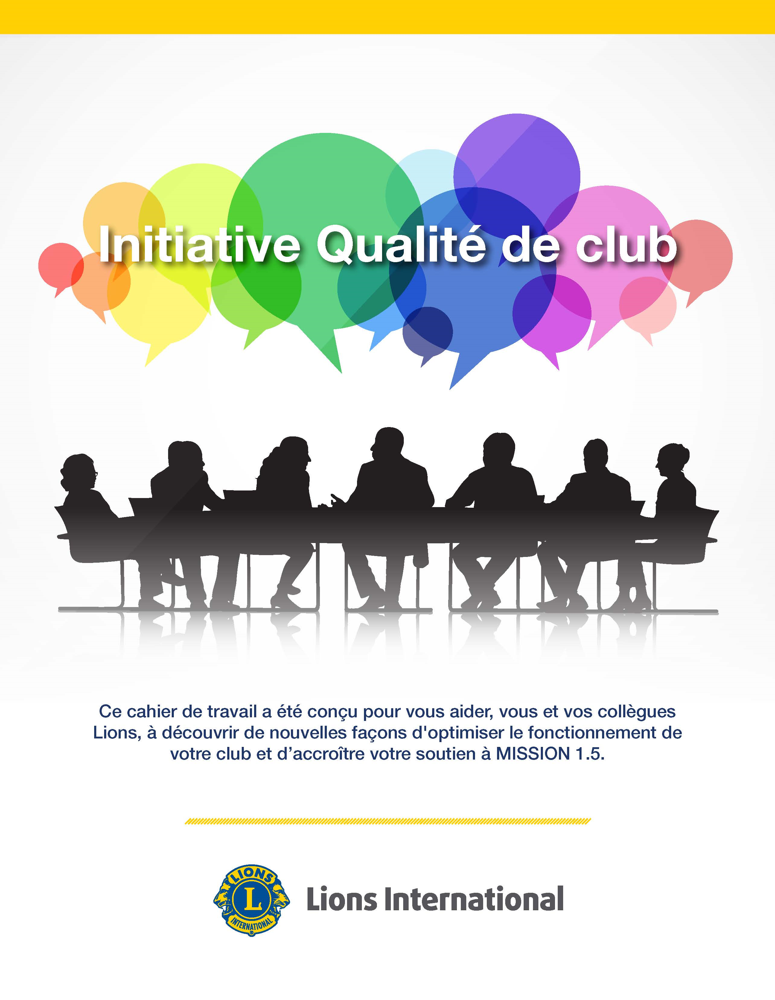 Initiative Qualité de club
Ce cahier de travail a été conçu pour vous aider, vous et vos collègues
Lions, à découvrir de nouvelles façons d'optimiser le fonctionnement de
votre club et d’accroître votre soutien à MISSION 1.5.
LIONS
L
INTERNATIONAL
®
Lions International